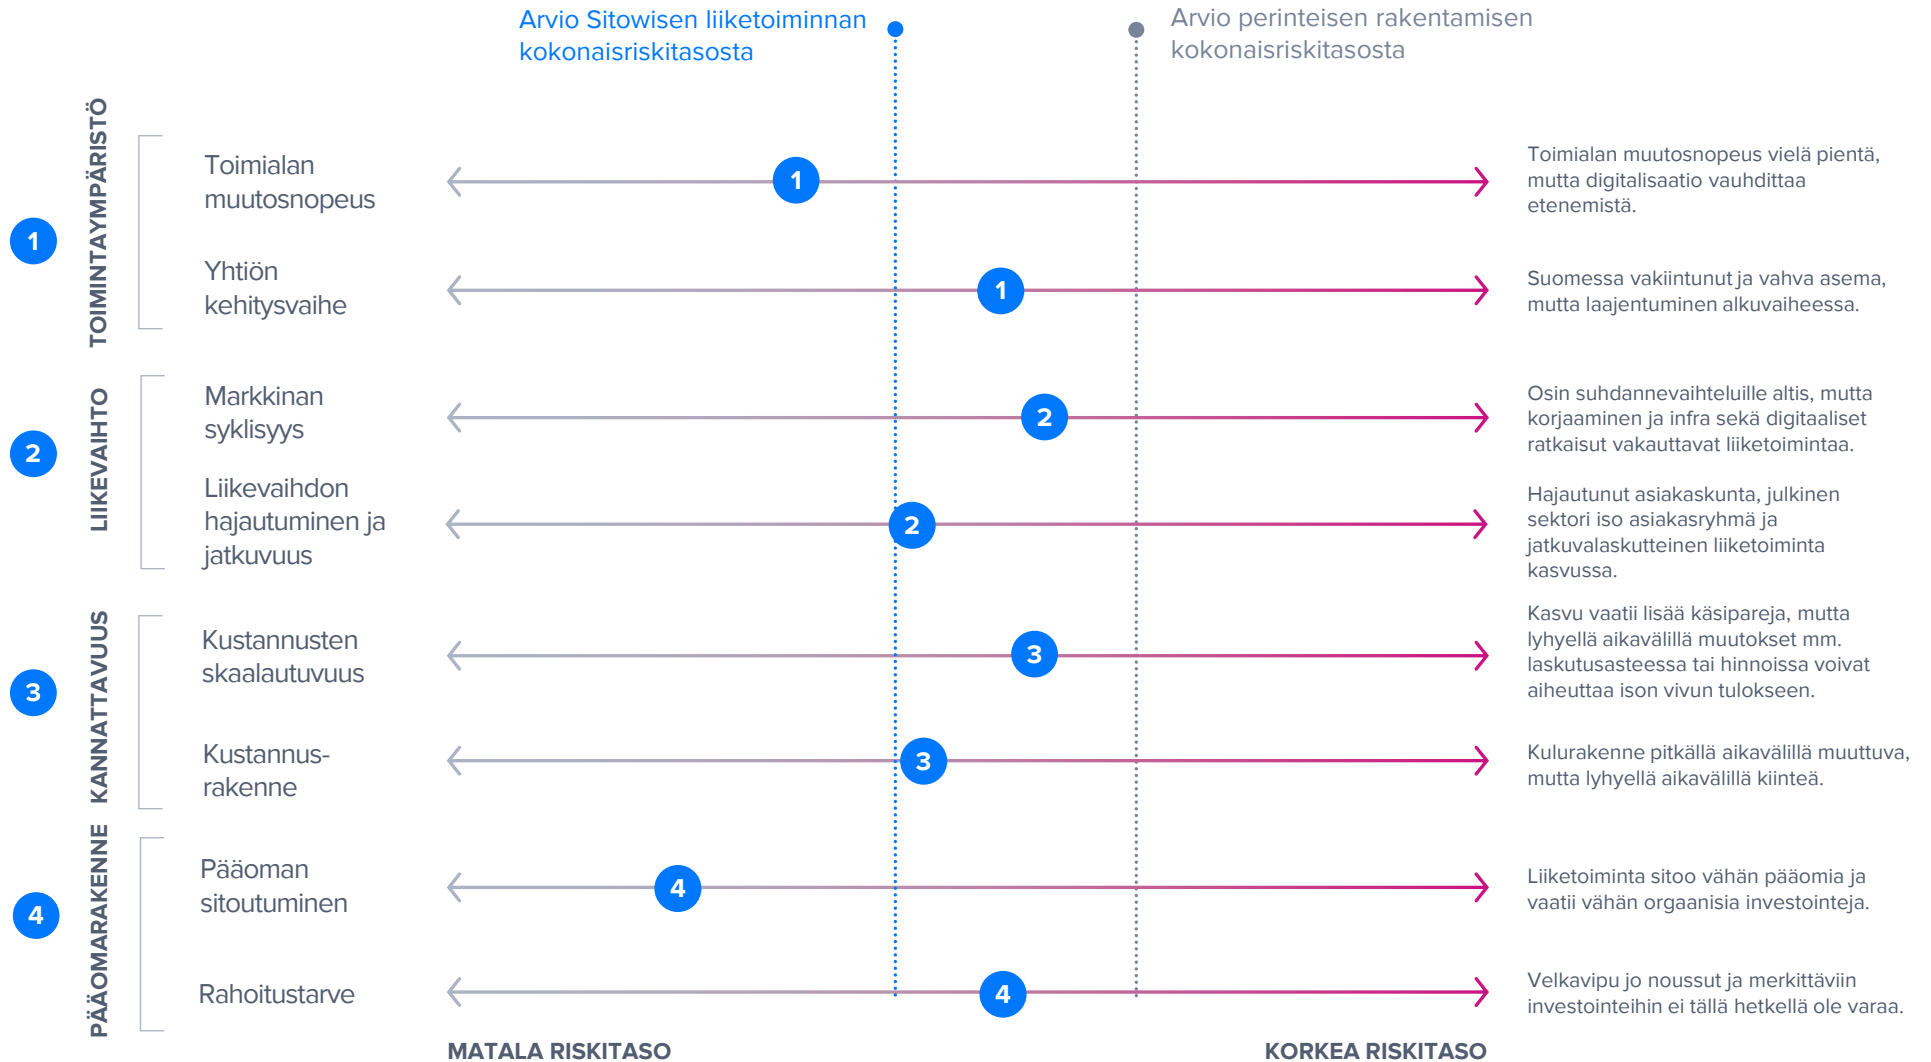 Arvio Sitowisen liiketoiminnan
kokonaisriskitasosta
Arvio perinteisen rakentamisen
kokonaisriskitasosta
1
TOIMINTAYMPÄRISTÖ
Toimialan
muutosnopeus
1
Toimialan muutosnopeus vielä pientä,
mutta digitalisaatio vauhdittaa
etenemistä.
Yhtiön
kehitysvaihe
1
Suomessa vakiintunut ja vahva asema,
mutta laajentuminen alkuvaiheessa.
2
LIIKEVAIHTO
Markkinan
syklisyys
2
Osin suhdannevaihteluille altis, mutta
korjaaminen ja infra sekä digitaaliset
ratkaisut vakauttavat liiketoimintaa.
Liikevaihdon
hajautuminen ja
jatkuvuus
2
Hajautunut asiakaskunta, julkinen
sektori iso asiakasryhmä ja
jatkuvalaskutteinen liiketoiminta
kasvussa.
3
KANNATTAVUUS
Kustannusten
skaalautuvuus
3
Kasvu vaatii lisää käsipareja, mutta
lyhyellä aikavälillä muutokset mm.
laskutusasteessa tai hinnoissa voivat
aiheuttaa ison vivun tulokseen.
Kustannus-
rakenne
3
Kulurakenne pitkällä aikavälillä muuttuva,
mutta lyhyellä aikavälillä kiinteä.
4
PÄÄOMARAKENNE
Pääoman
sitoutuminen
4
Liiketoiminta sitoo vähän pääomia ja
vaatii vähän orgaanisia investointeja.
Rahoitustarve
4
Velkavipu jo noussut ja merkittäviin
investointeihin ei tällä hetkellä ole varaa.
MATALA RISKITASO
KORKEA RISKITASO